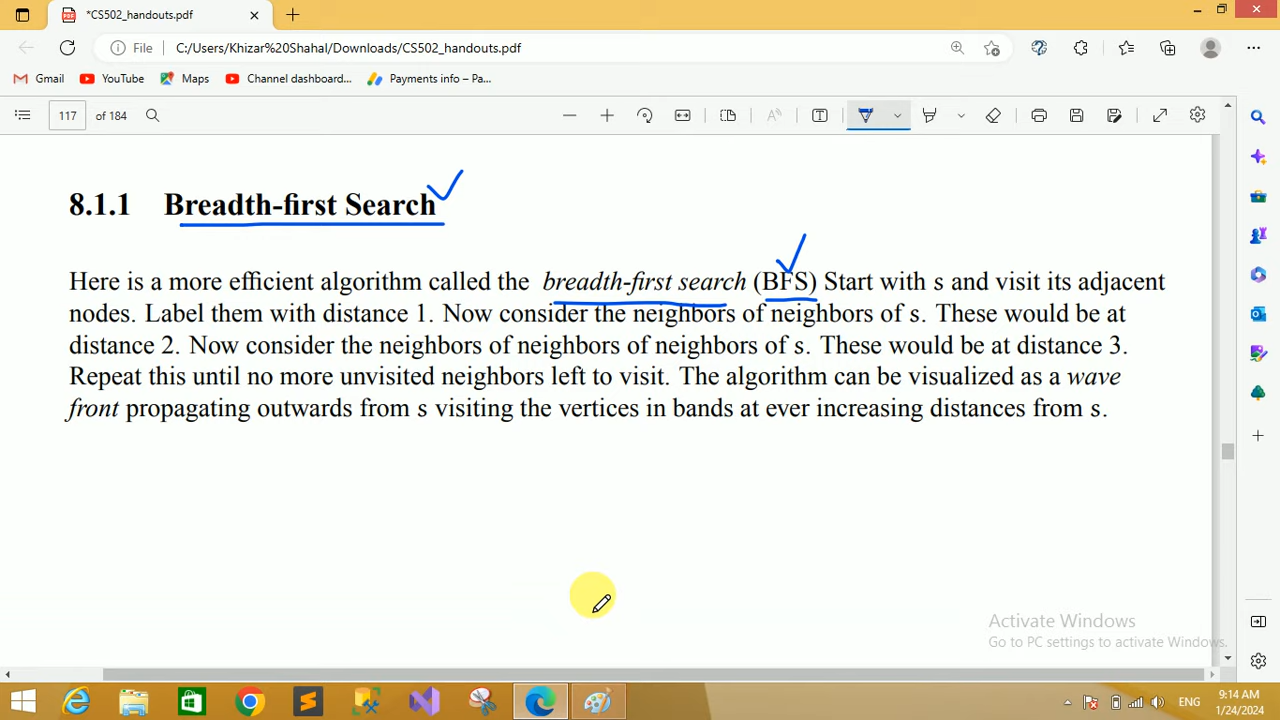 *CS502_handouts.pdf
File C:/Users/Khizar%20Shahal/Downloads/CS502_handouts.pdf
Gmail YouTube Maps Channel dashboard... Payments info – Pa...
117 of 184
8.1.1 Breadth-first Search
Here is a more efficient algorithm called the breadth-first search (BFS) Start with s and visit its adjacent
nodes. Label them with distance 1. Now consider the neighbors of neighbors of s. These would be at
distance 2. Now consider the neighbors of neighbors of neighbors of s. These would be at distance 3.
Repeat this until no more unvisited neighbors left to visit. The algorithm can be visualized as a wave
front propagating outwards from s visiting the vertices in bands at ever increasing distances from s.
Activate Windows
Go to PC settings to activate Windows.
ENG
9:14 AM
1/24/2024